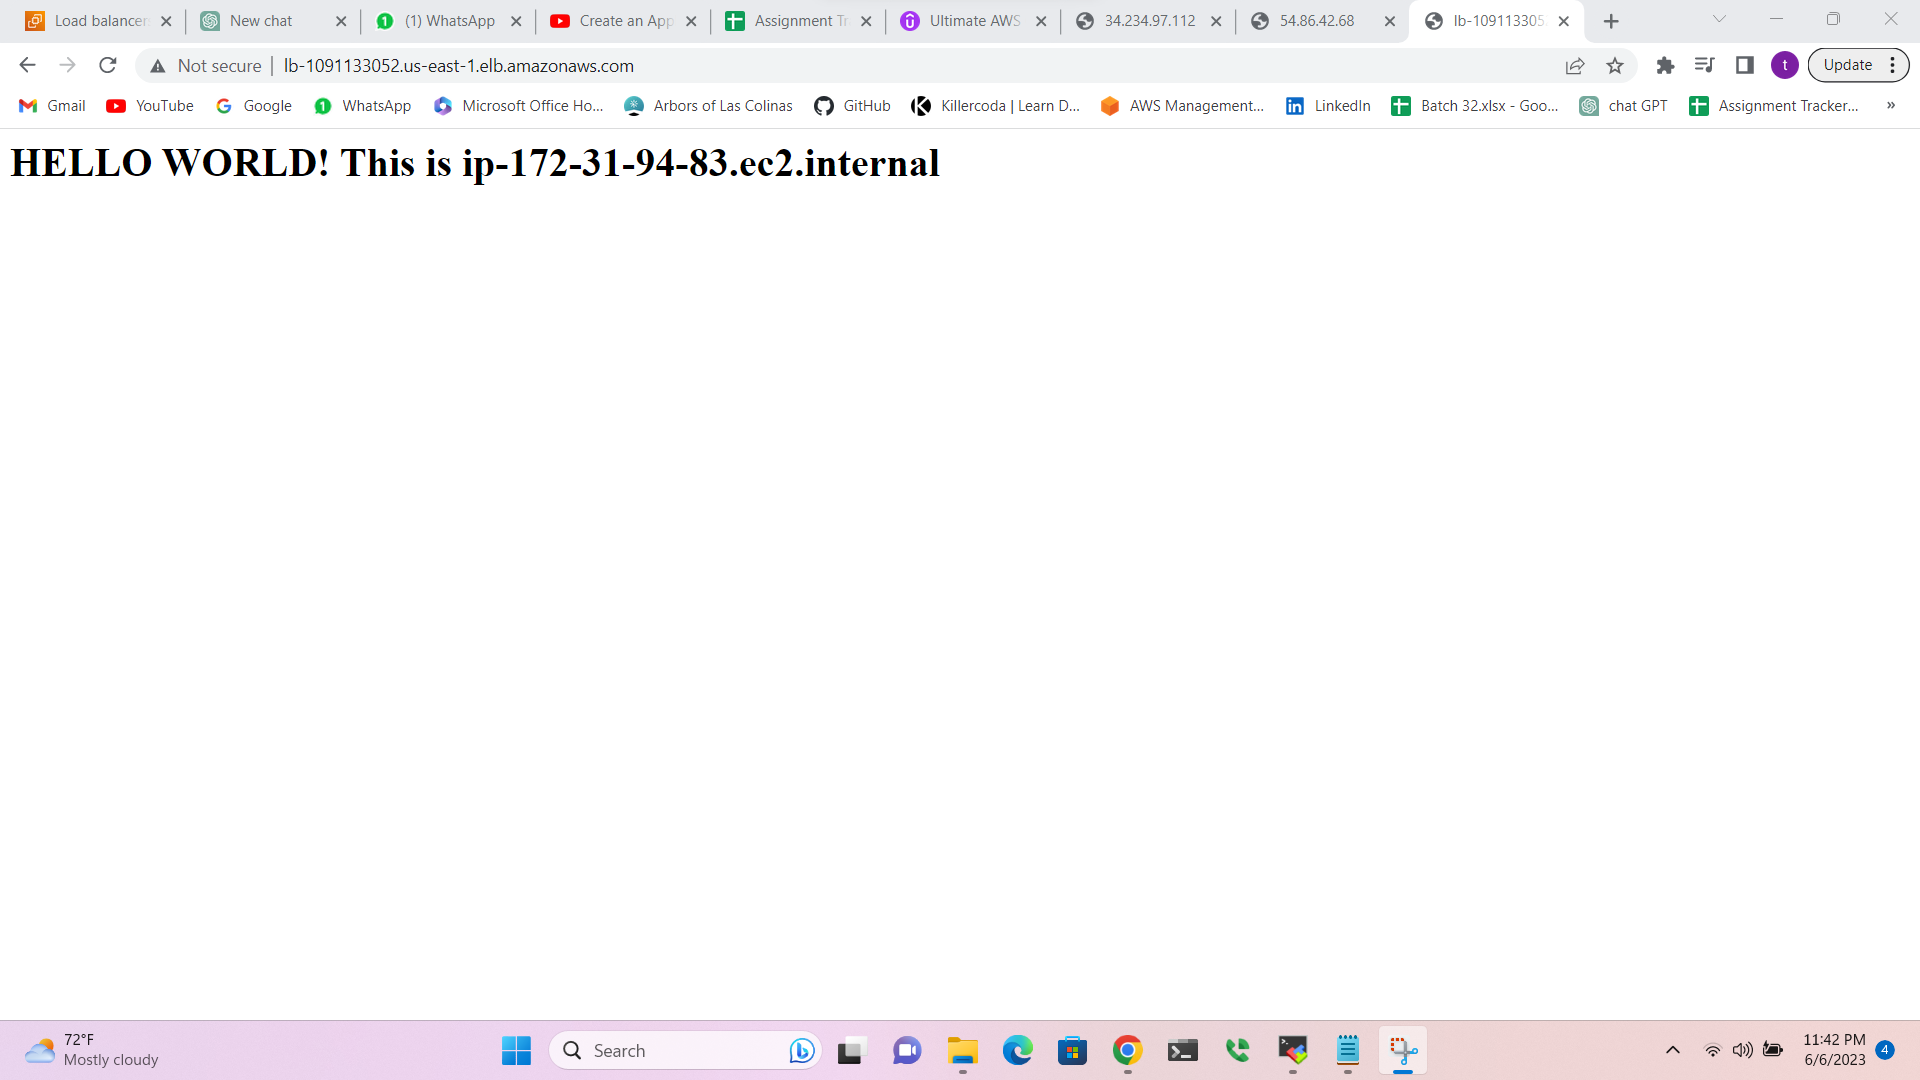 Load balancer
New chat
(1) WhatsApp
Create an App
Assignment Tr
Ultimate AWS
34.234.97.112
54.86.42.68
lb-109113305
Not secure
lb-1091133052.us-east-1.elb.amazonaws.com
t
Update
Gmail
YouTube
Google
1
WhatsApp
Microsoft Office Ho...
Arbors of Las Colinas
GitHub
Killercoda | Learn D...
AWS Management...
LinkedIn
Batch 32.xlsx - Goo...
chat GPT
Assignment Tracker...
»
HELLO WORLD! This is ip-172-31-94-83.ec2.internal
72°F
Mostly cloudy
Search
11:42 PM
6/6/2023
4